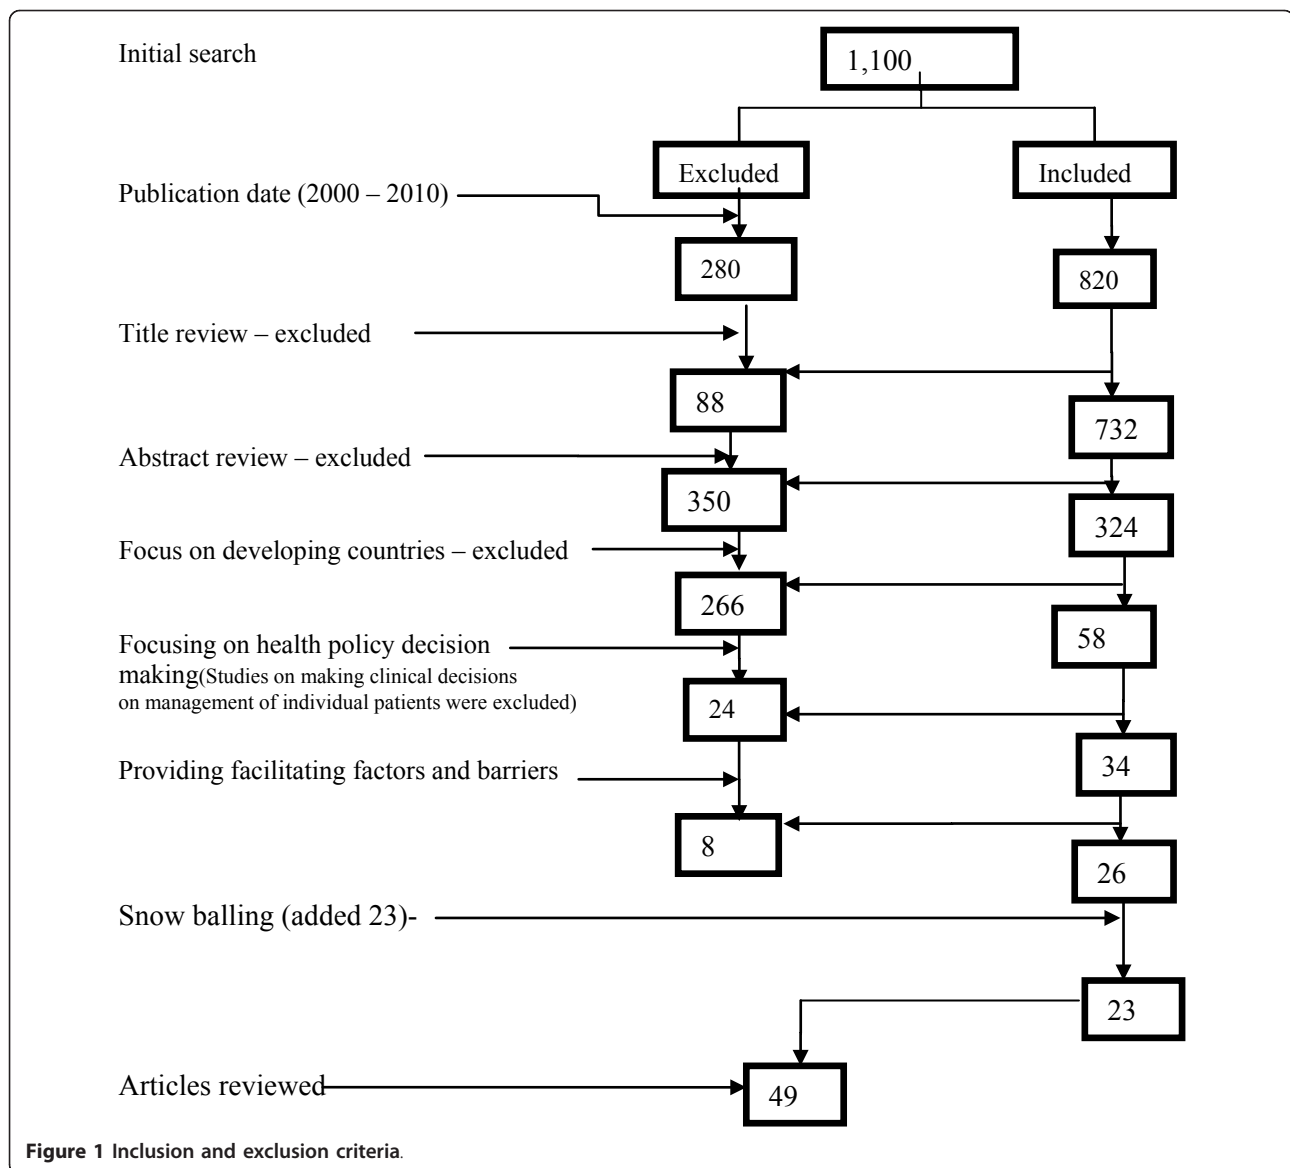 Initial search
1,100
Excluded
Included
Publication date (2000 – 2010)
280
820
Title review – excluded
88
732
Abstract review – excluded
350
324
Focus on developing countries – excluded
266
58
Focusing on health policy decision
making(Studies on making clinical decisions
on management of individual patients were excluded)
24
34
Providing facilitating factors and barriers
8
26
Snow balling (added 23)-
23
Articles reviewed
49
Figure 1 Inclusion and exclusion criteria.